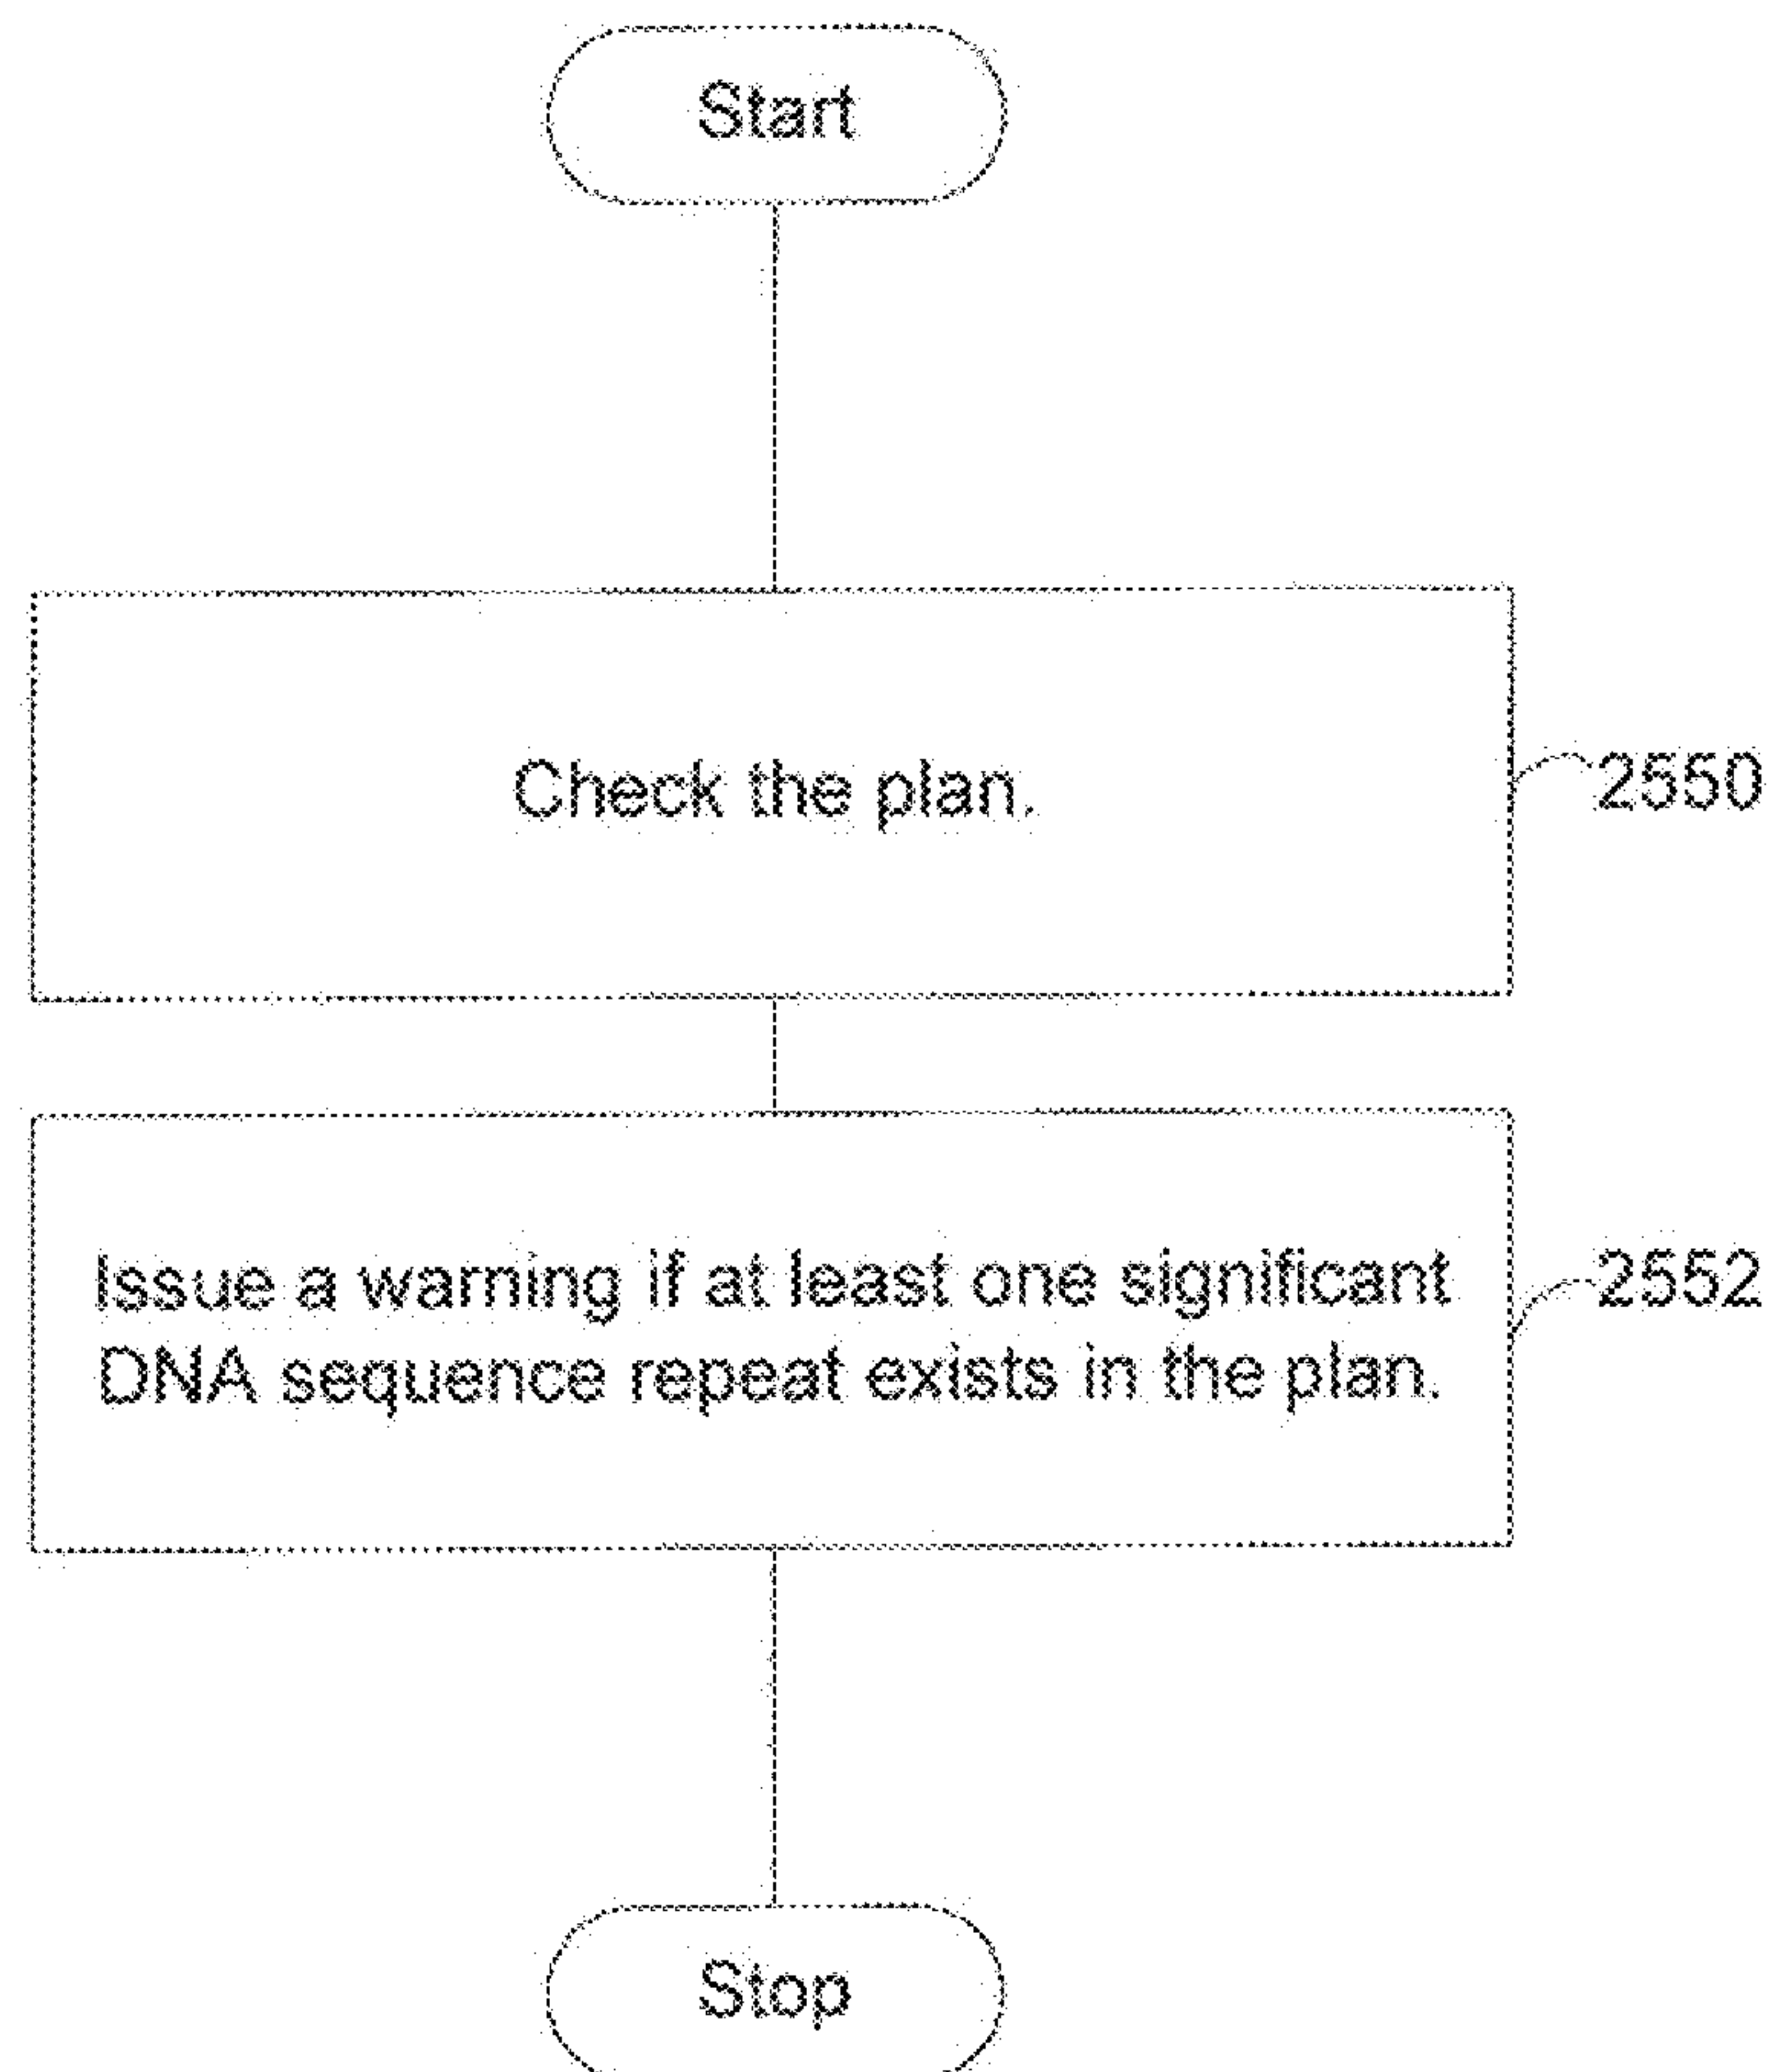 Start
Check the plan.
2550
Issue a warning if at least one significant
DNA sequence repeat exists in the plan.
2552
Stop